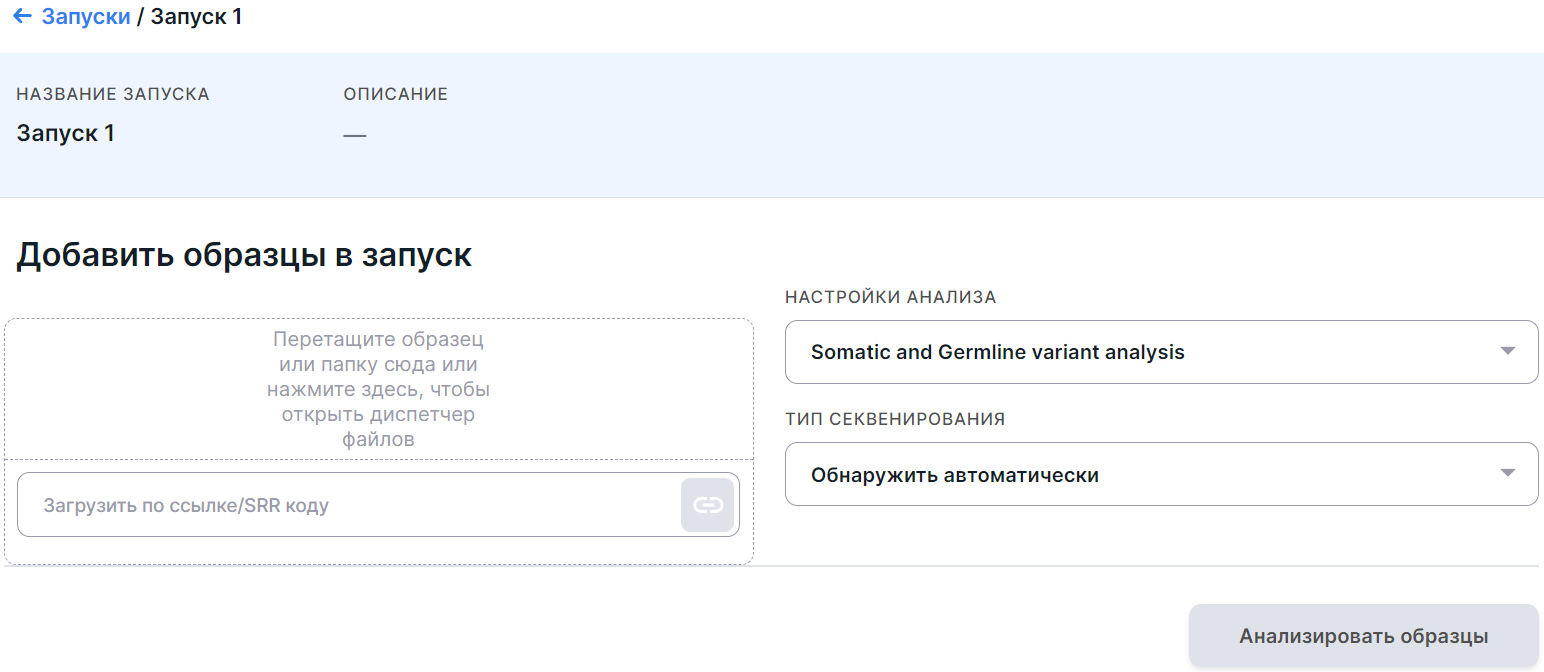 ← Запуски / Запуск 1
НАЗВАНИЕ ЗАПУСКА
Запуск 1
ОПИСАНИЕ
—
Добавить образцы в запуск
Перетащите образец
или папку сюда или
нажмите здесь, чтобы
открыть диспетчер
файлов
Загрузить по ссылке/SRR коду
НАСТРОЙКИ АНАЛИЗА
Somatic and Germline variant analysis
ТИП СЕКВЕНИРОВАНИЯ
Обнаружить автоматически
Анализировать образцы